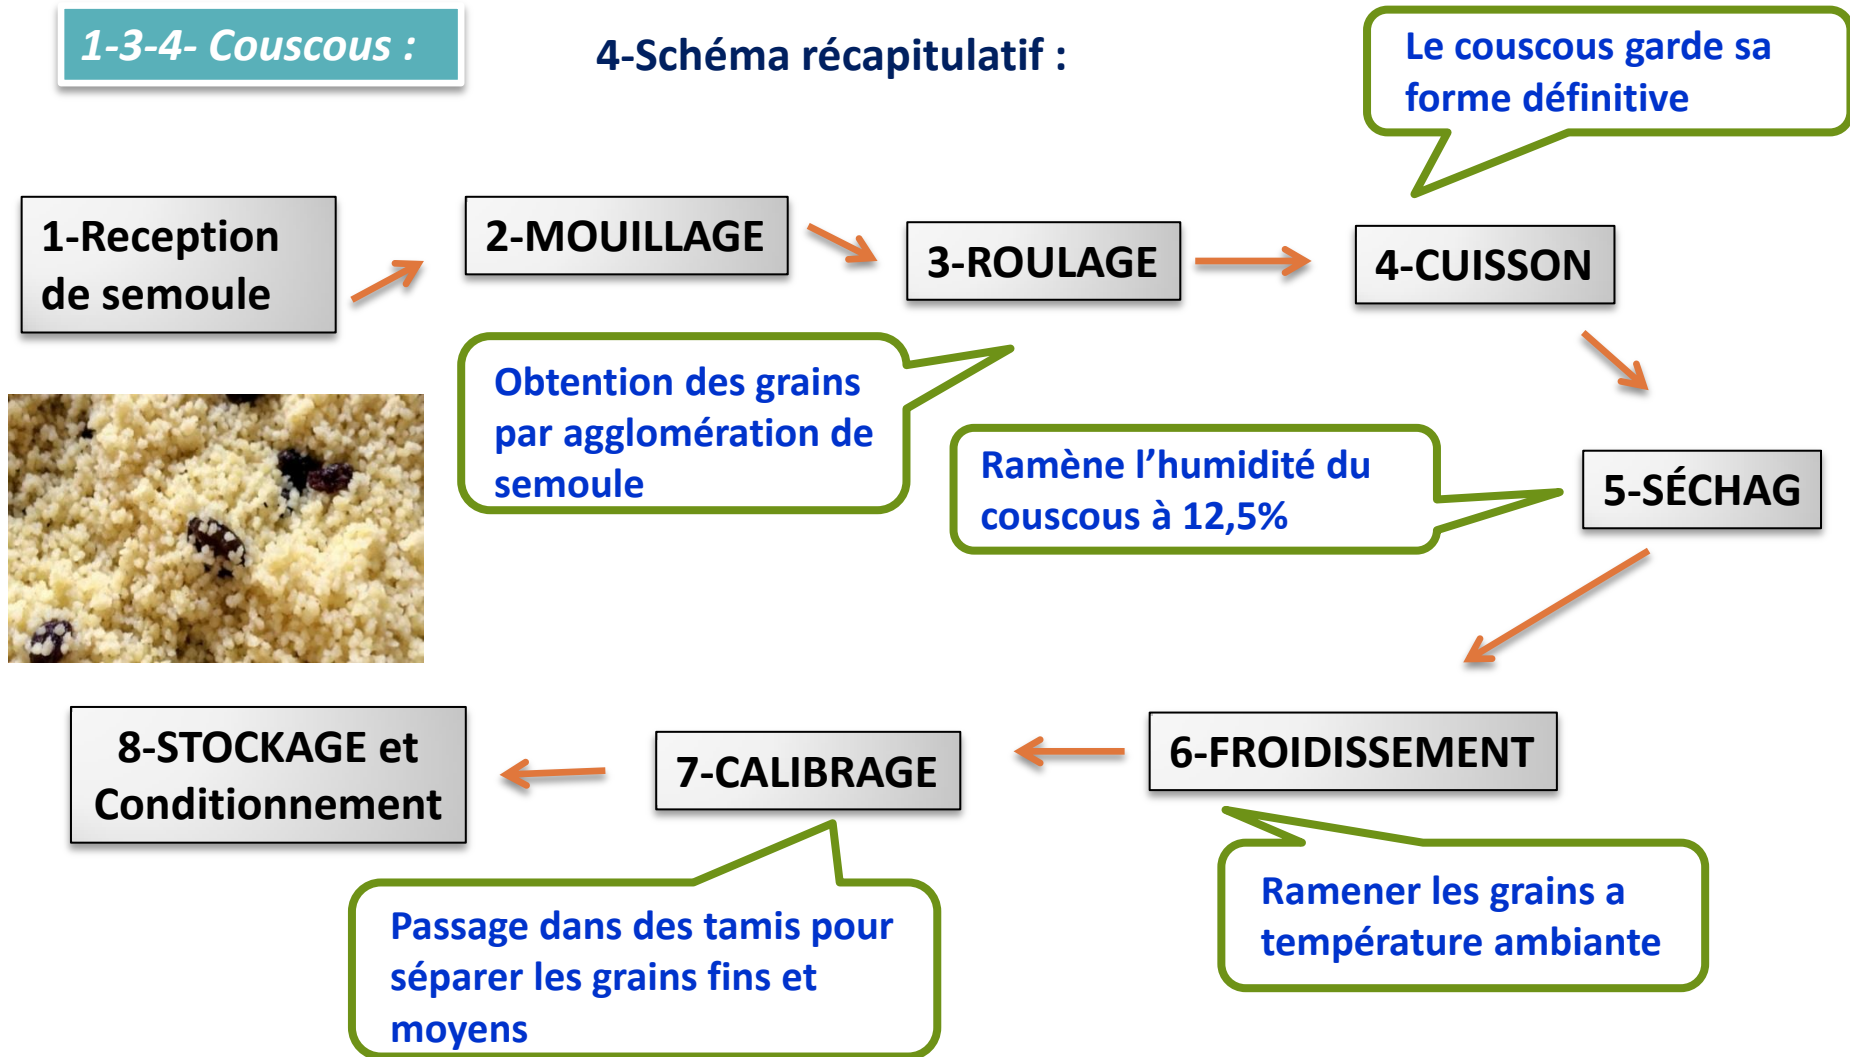 1-3-4- Couscous :
4-Schéma récapitulatif :
Le couscous garde sa
forme définitive
1-Reception
de semoule
2-MOUILLAGE
3-ROULAGE
4-CUISSON
Obtention des grains
par agglomération de
semoule
Ramène l’humidité du
couscous à 12,5%
5-SÉCHAG
6-FROIDISSEMENT
7-CALIBRAGE
8-STOCKAGE et
Conditionnement
Ramener les grains a
température ambiante
Passage dans des tamis pour
séparer les grains fins et
moyens